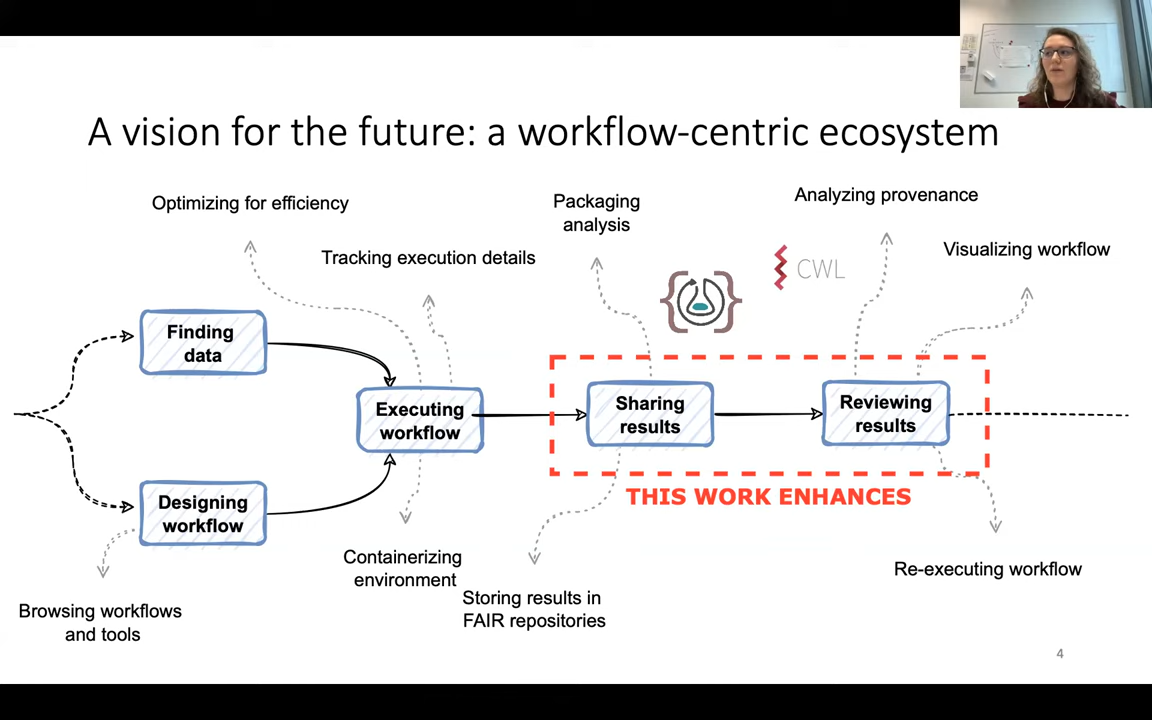 A vision for the future: a workflow-centric ecosystem
Optimizing for efficiency
Tracking execution details
Packaging
analysis
Analyzing provenance
Visualizing workflow
CWL
Finding
data
Executing
workflow
Sharing
results
Reviewing
results
THIS WORK ENHANCES
Designing
workflow
Containerizing
environment
Storing results in
FAIR repositories
Re-executing workflow
Browsing workflows
and tools
4